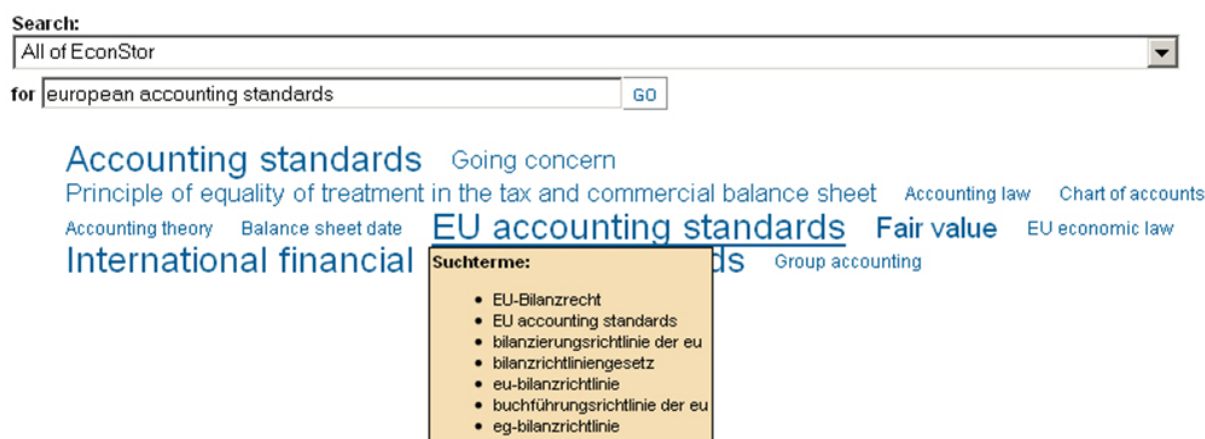 Search:
All of EconStor
for european accounting standards GO
Accounting standards Going concern
Principle of equality of treatment in the tax and commercial balance sheet Accounting law Chart of accounts
Accounting theory Balance sheet date EU accounting standards Fair value EU economic law
International financial ds Group accounting
Suchterme:
• EU-Bilanzrecht
• EU accounting standards
• bilanzierungsrichtlinie der eu
• bilanzrichtliniengesetz
• eu-bilanzrichtlinie
• buchführungsrichtlinie der eu
• eg-bilanzrichtlinie